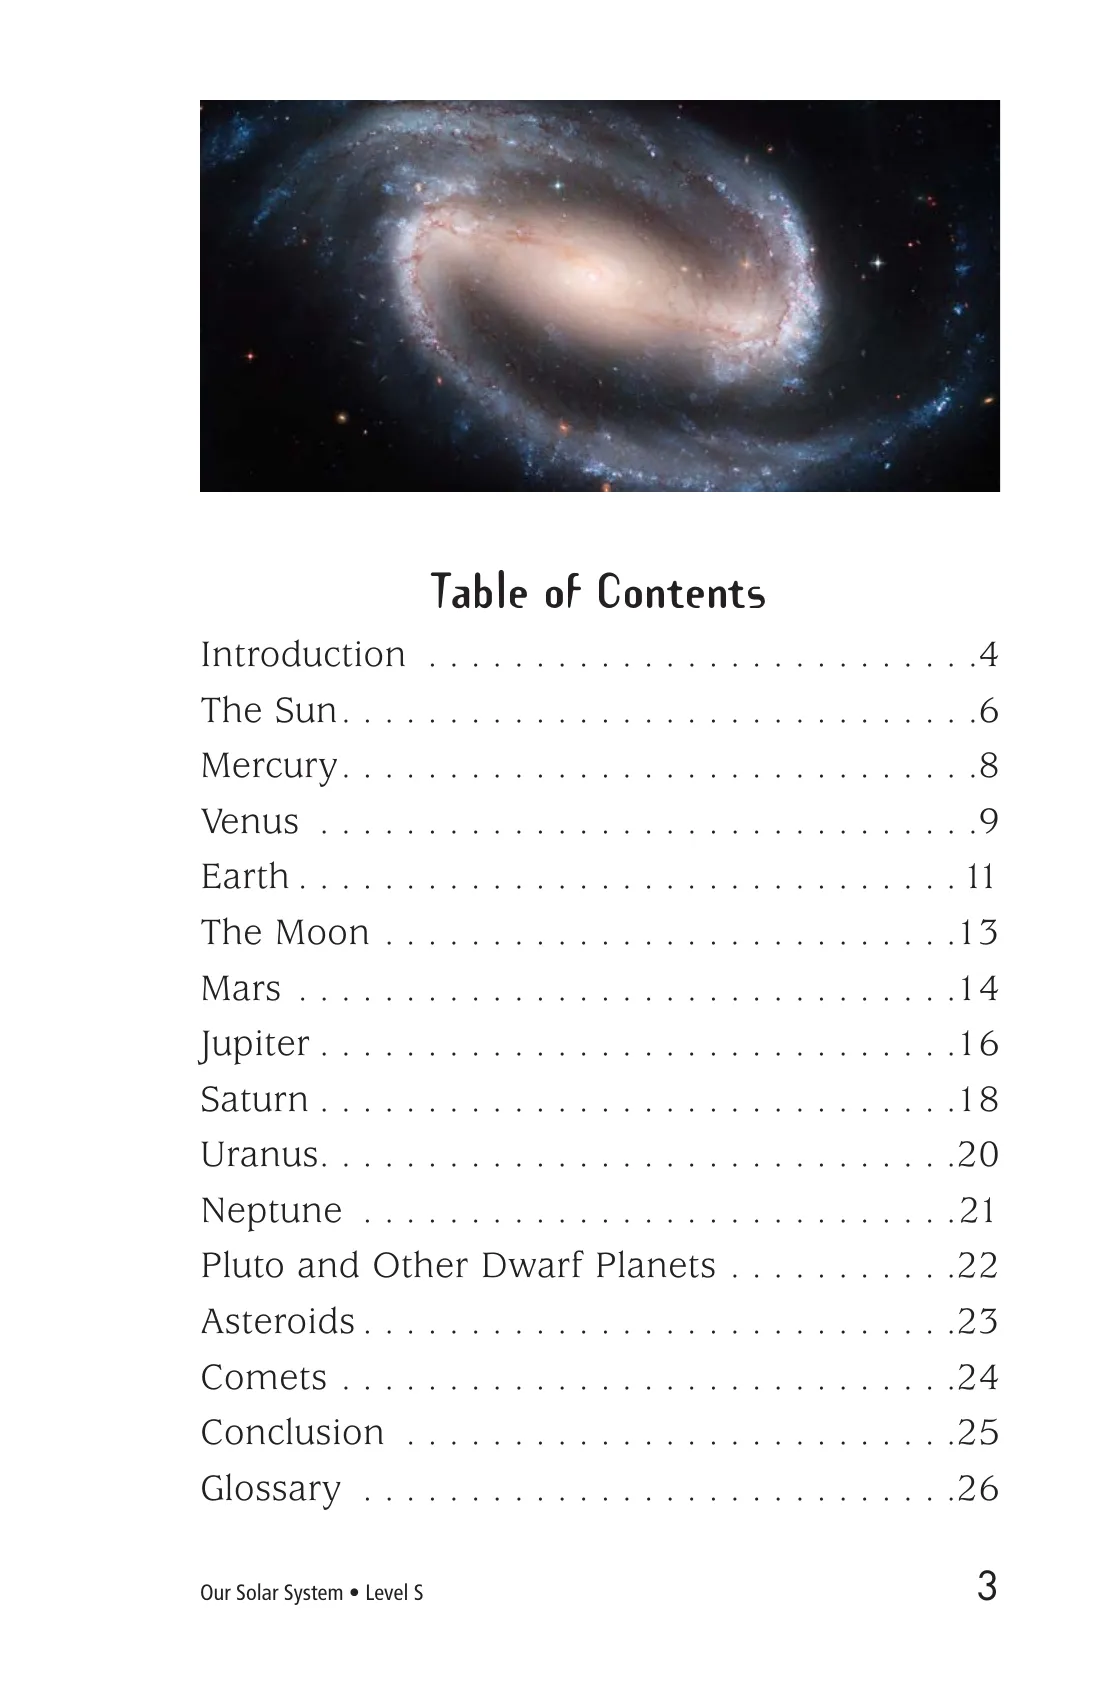 Table of Contents
Introduction . . . . . . . . . . . . . . . . . . . . . . . . . .4
The Sun. . . . . . . . . . . . . . . . . . . . . . . . . . . . . .6
Mercury. . . . . . . . . . . . . . . . . . . . . . . . . . . . . .8
Venus . . . . . . . . . . . . . . . . . . . . . . . . . . . . . . .9
Earth . . . . . . . . . . . . . . . . . . . . . . . . . . . . . . . 11
The Moon . . . . . . . . . . . . . . . . . . . . . . . . . . .13
Mars . . . . . . . . . . . . . . . . . . . . . . . . . . . . . . .14
Jupiter . . . . . . . . . . . . . . . . . . . . . . . . . . . . . .16
Saturn . . . . . . . . . . . . . . . . . . . . . . . . . . . . . .18
Uranus. . . . . . . . . . . . . . . . . . . . . . . . . . . . . .20
Neptune . . . . . . . . . . . . . . . . . . . . . . . . . . . .21
Pluto and Other Dwarf Planets . . . . . . . . . . .22
Asteroids . . . . . . . . . . . . . . . . . . . . . . . . . . . .23
Comets . . . . . . . . . . . . . . . . . . . . . . . . . . . . .24
Conclusion . . . . . . . . . . . . . . . . . . . . . . . . . .25
Glossary . . . . . . . . . . . . . . . . . . . . . . . . . . . .26
Our Solar System • Level S 3